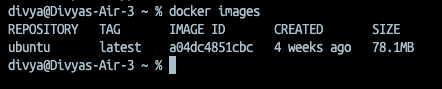 divya@Divyas-Air-3 ~ % docker images
REPOSITORY   TAG       IMAGE ID       CREATED       SIZE
ubuntu       latest    a04dc4851cbc   4 weeks ago   78.1MB
divya@Divyas-Air-3 ~ %